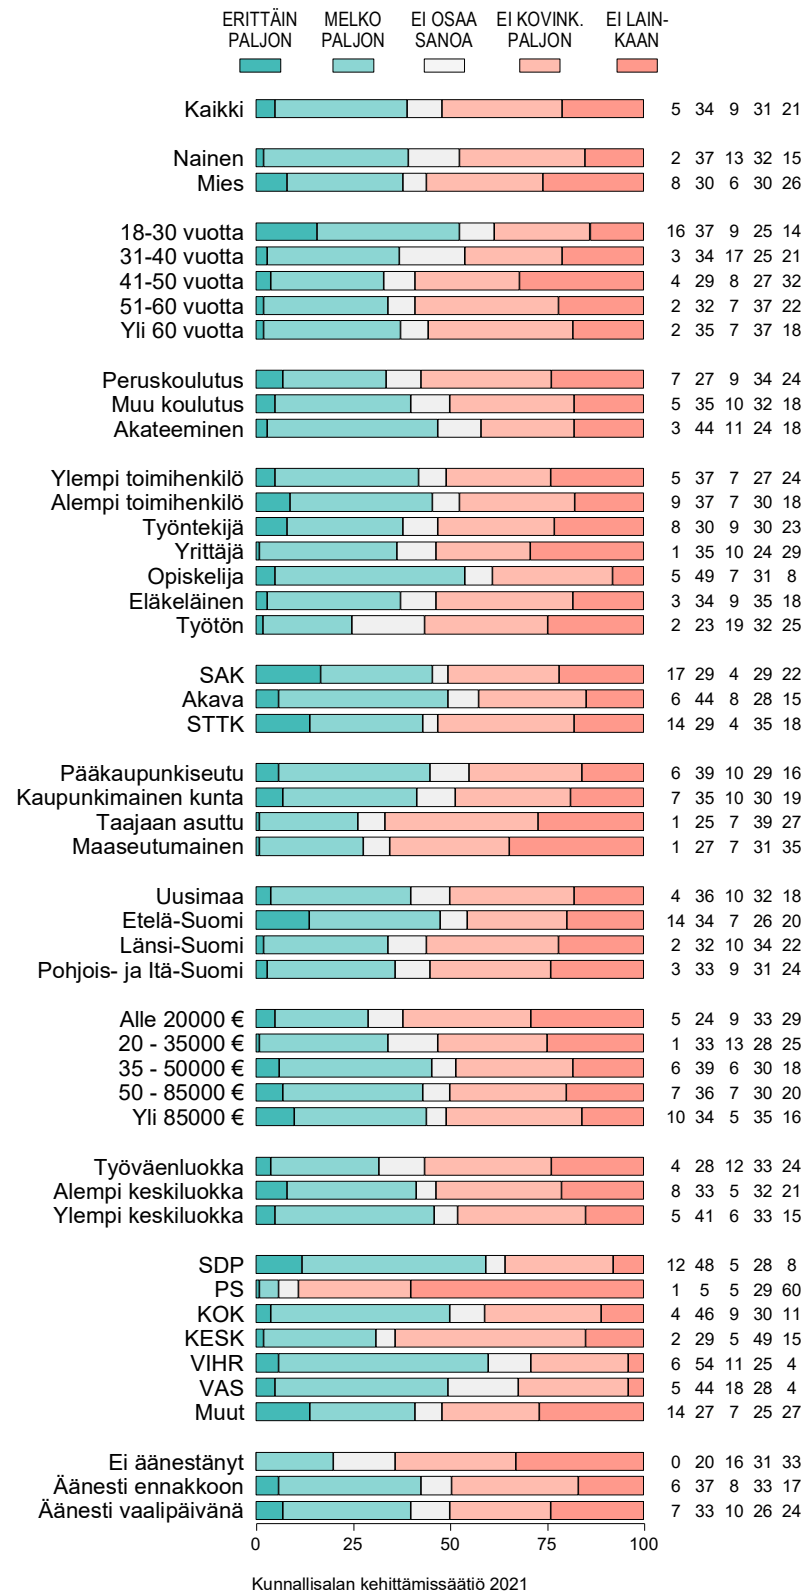 ERITTÄIN MELKO EI OSAA EI KOVINK. EI LAIN-
PALJON PALJON SANOA PALJON KAAN
Kaikki 5 34 9 31 21
Nainen 2 37 13 32 15
Mies 8 30 6 30 26
18-30 vuotta 16 37 9 25 14
31-40 vuotta 3 34 17 25 21
41-50 vuotta 4 29 8 27 32
51-60 vuotta 2 32 7 37 22
Yli 60 vuotta 2 35 7 37 18
Peruskoulutus 7 27 9 34 24
Muu koulutus 5 35 10 32 18
Akateeminen 3 44 11 24 18
Ylempi toimihenkilö 5 37 7 27 24
Alempi toimihenkilö 9 37 7 30 18
Työntekijä 8 30 9 30 23
Yrittäjä 1 35 10 24 29
Opiskelija 5 49 7 31 8
Eläkeläinen 3 34 9 35 18
Työtön 2 23 19 32 25
SAK 17 29 4 29 22
Akava 6 44 8 28 15
STTK 14 29 4 35 18
Pääkaupunkiseutu 6 39 10 29 16
Kaupunkimainen kunta 7 35 10 30 19
Taajaan asuttu 1 25 7 39 27
Maaseutumainen 1 27 7 31 35
Uusimaa 4 36 10 32 18
Etelä-Suomi 14 34 7 26 20
Länsi-Suomi 2 32 10 34 22
Pohjois- ja Itä-Suomi 3 33 9 31 24
Alle 20000 € 5 24 9 33 29
20 - 35000 € 1 33 13 28 25
35 - 50000 € 6 39 6 30 18
50 - 85000 € 7 36 7 30 20
Yli 85000 € 10 34 5 35 16
Työväenluokka 4 28 12 33 24
Alempi keskiluokka 8 33 5 32 21
Ylempi keskiluokka 5 41 6 33 15
SDP 12 48 5 28 8
PS 1 5 5 29 60
KOK 4 46 9 30 11
KESK 2 29 5 49 15
VIHR 6 54 11 25 4
VAS 5 44 18 28 4
Muut 14 27 7 25 27
Ei äänestänyt 0 20 16 31 33
Äänesti ennakkoon 6 37 8 33 17
Äänesti vaalipäivänä 7 33 10 26 24
0 25 50 75 100
Kunnallisalan kehittämissäätiö 2021